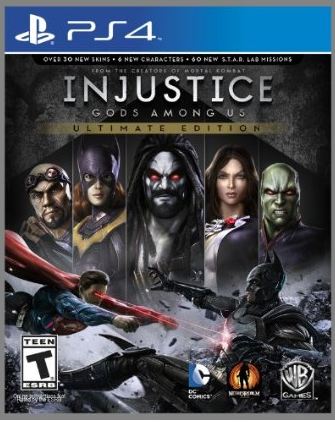 PS4
OVER 30 NEW SKINS • 6 NEW CHARACTERS • 60 NEW S.T.A.R. LAB MISSIONS
FROM THE CREATORS OF MORTAL KOMBAT
INJUSTICE
GODS AMONG US
ULTIMATE EDITION
TEEN
T
ESRB
DC
COMICS
NETHERREALM
WB
GAMES